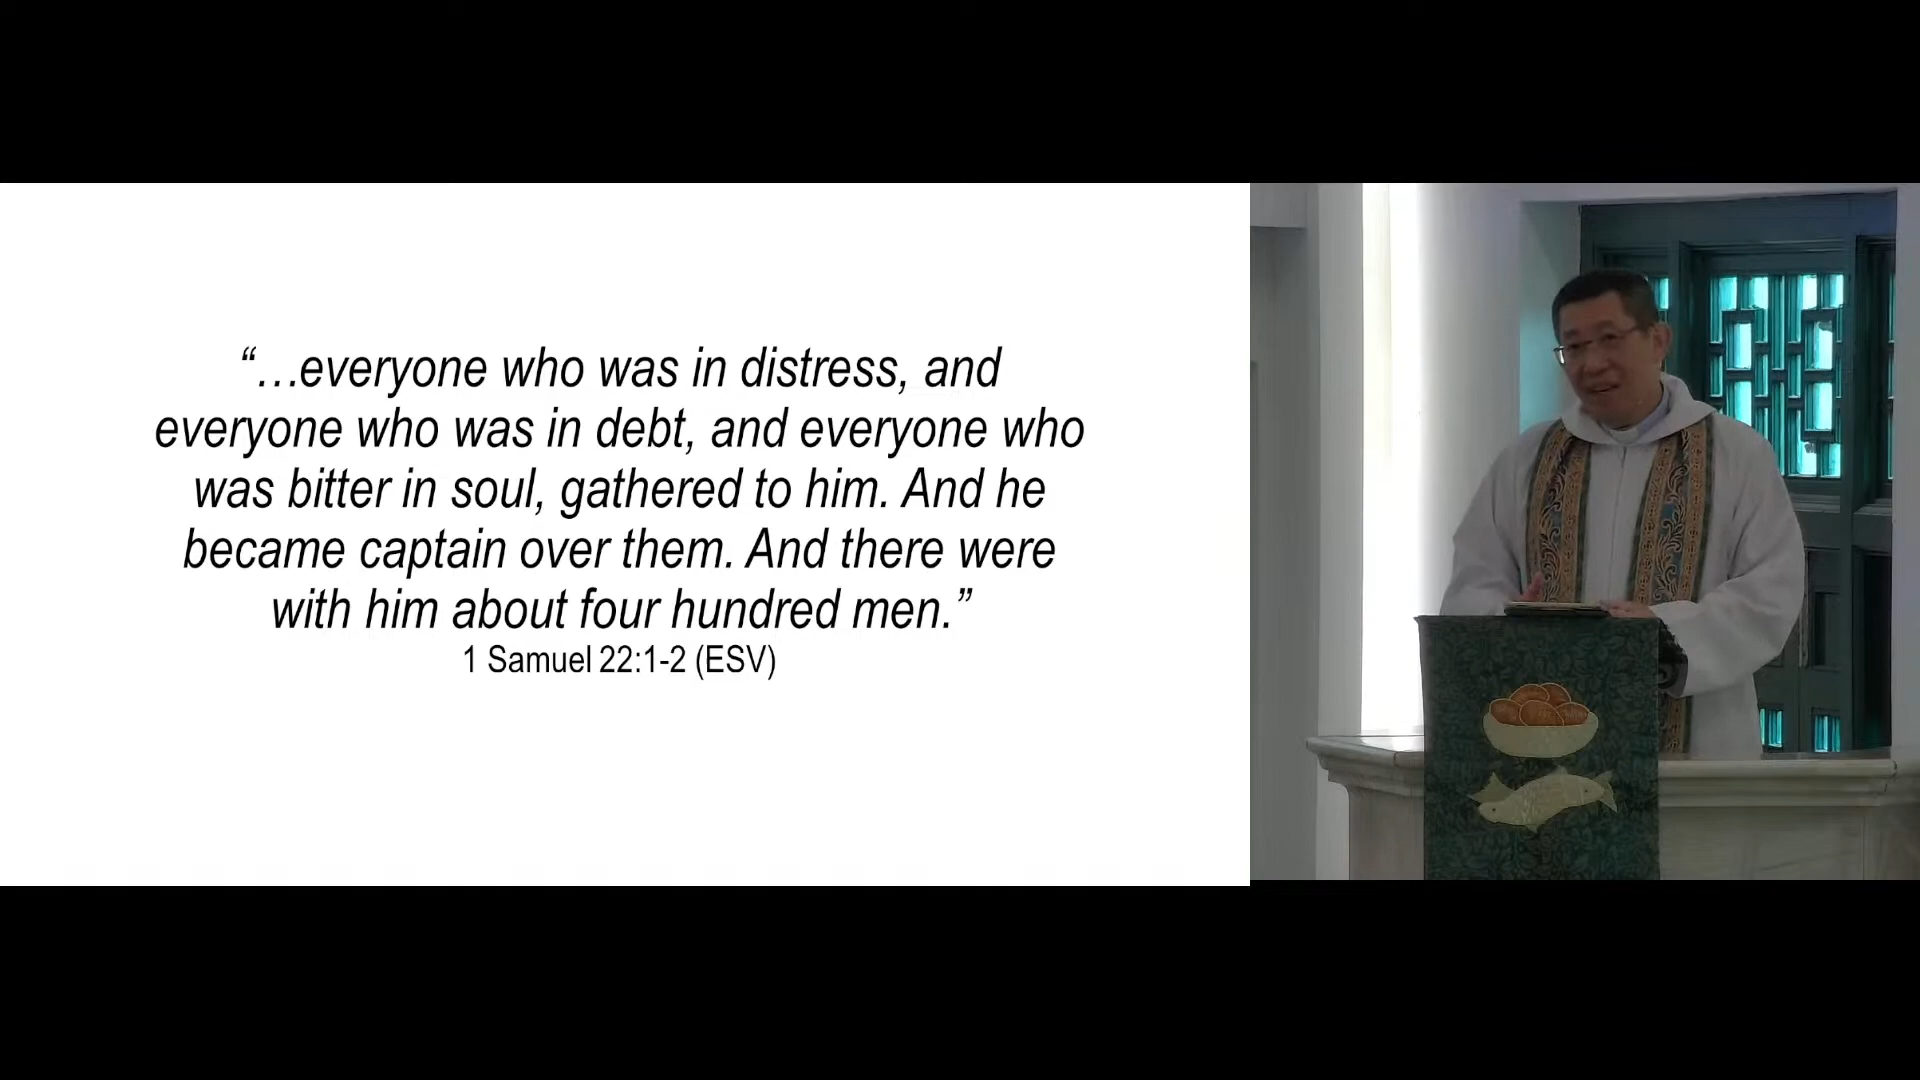 “…everyone who was in distress, and
everyone who was in debt, and everyone who
was bitter in soul, gathered to him. And he
became captain over them. And there were
with him about four hundred men.”
1 Samuel 22:1-2 (ESV)